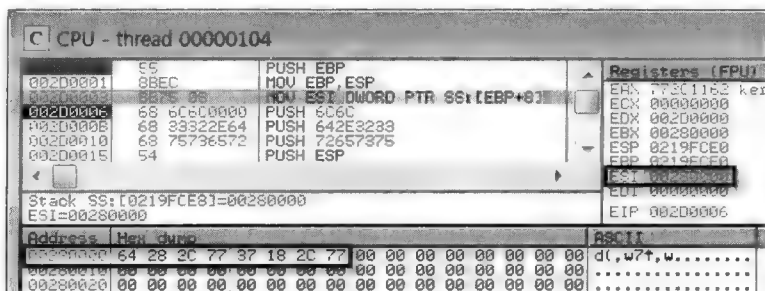 C CPU - thread 00000104
55 PUSH EBP
002D0001 8BEC MOV EBP,ESP
MOV ESI,DWORD PTR SS:[EBP+8]
002D0006 68 6C6C0000 PUSH 6C6C
002D000B 68 33322E64 PUSH 642E3233
002D0010 68 75736572 PUSH 72657375
002D0015 54 PUSH ESP
Registers (FPU)
EAX 773C1162 ker
ECX 00000000
EDX 002D0000
EBX 00280000
ESP 0219FCE0
EBP 0219FCE0
ESI 00280000
EDI 00000000
EIP 002D0006
Stack SS:[0219FCE8]=00280000
ESI=00280000
Address Hex dump ASCII
00280000 64 28 2C 77 37 18 2C 77 00 00 00 00 00 00 00 00 d(,w7↑,w........
00280010 00 00 00 00 00 00 00 00 00 00 00 00 00 00 00 00 ................
00280020 00 00 00 00 00 00 00 00 00 00 00 00 00 00 00 00 ................